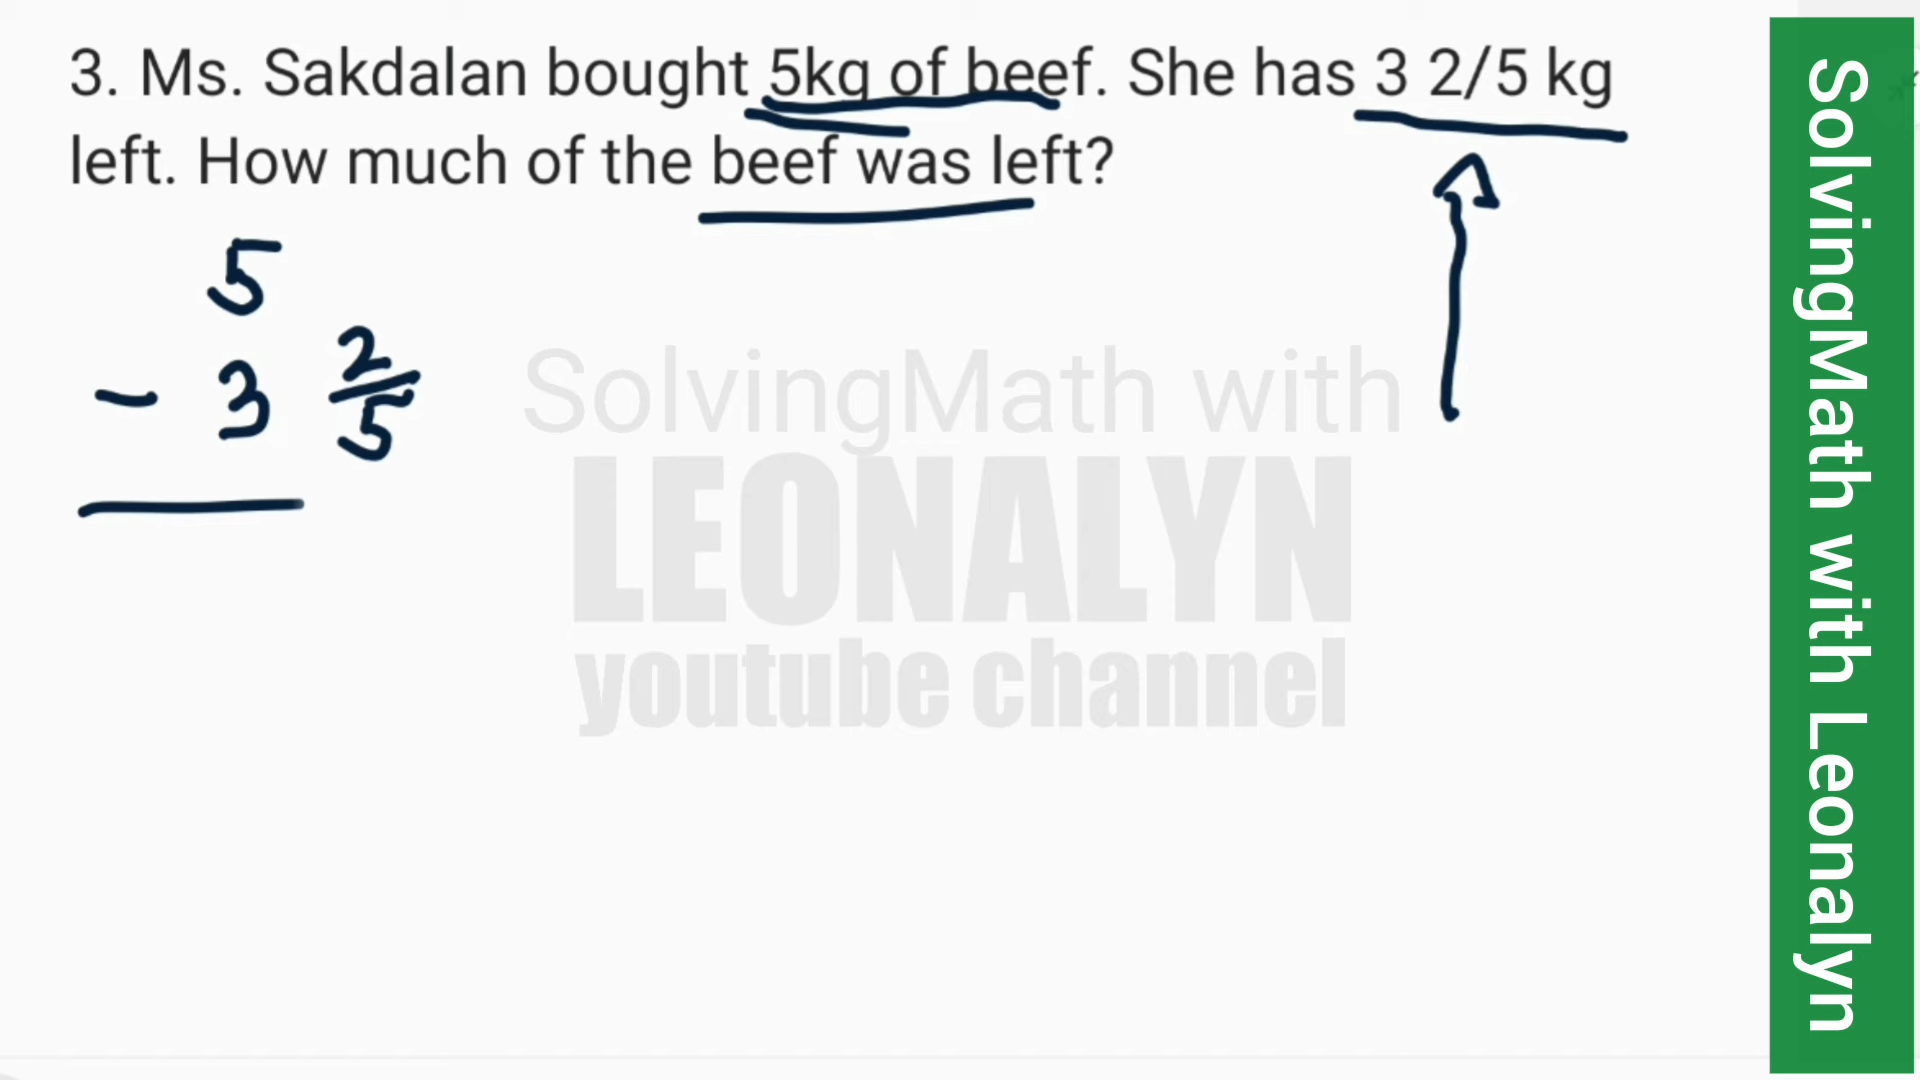 3. Ms. Sakdalan bought 5kg of beef. She has 3 2/5 kg
left. How much of the beef was left?
5
- 3 2/5
SolvingMath with
LEONALYN
youtube channel
SolvingMath with Leonalyn